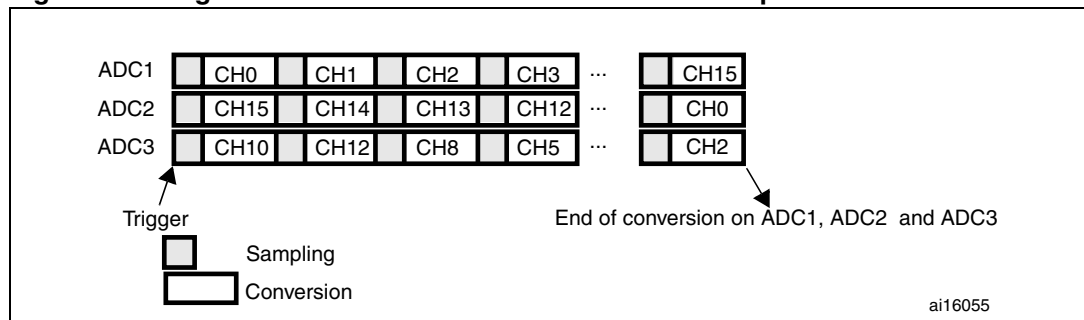 ADC1 CH0 CH1 CH2 CH3 ... CH15
ADC2 CH15 CH14 CH13 CH12 ... CH0
ADC3 CH10 CH12 CH8 CH5 ... CH2
Trigger
End of conversion on ADC1, ADC2 and ADC3
Sampling
Conversion
ai16055